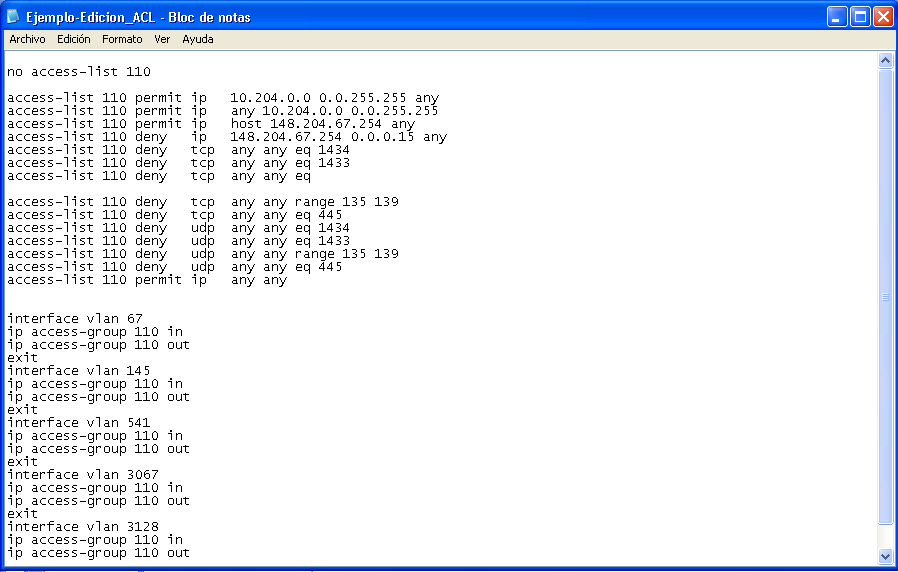 Ejemplo-Edicion_ACL - Bloc de notas
Archivo Edición Formato Ver Ayuda
no access-list 110
access-list 110 permit ip 10.204.0.0 0.0.255.255 any
access-list 110 permit ip any 10.204.0.0 0.0.255.255
access-list 110 permit ip host 148.204.67.254 any
access-list 110 deny ip 148.204.67.254 0.0.0.15 any
access-list 110 deny tcp any any eq 1434
access-list 110 deny tcp any any eq 1433
access-list 110 deny tcp any any eq
access-list 110 deny tcp any any range 135 139
access-list 110 deny tcp any any eq 445
access-list 110 deny udp any any eq 1434
access-list 110 deny udp any any eq 1433
access-list 110 deny udp any any range 135 139
access-list 110 deny udp any any eq 445
access-list 110 permit ip any any
interface vlan 67
ip access-group 110 in
ip access-group 110 out
exit
interface vlan 145
ip access-group 110 in
ip access-group 110 out
exit
interface vlan 541
ip access-group 110 in
ip access-group 110 out
exit
interface vlan 3067
ip access-group 110 in
ip access-group 110 out
exit
interface vlan 3128
ip access-group 110 in
ip access-group 110 out